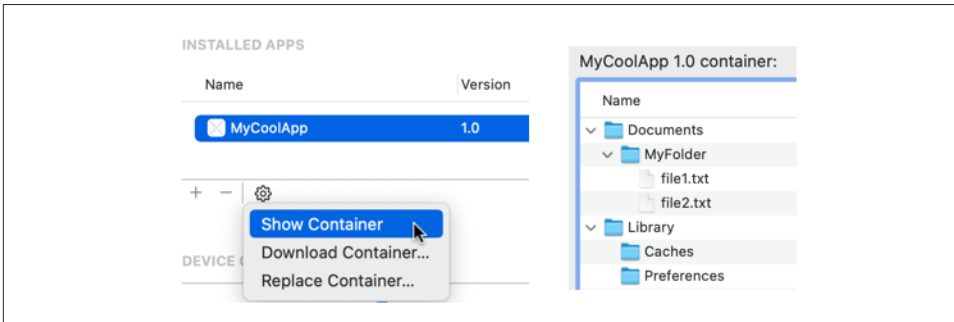 INSTALLED APPS
Name Version
MyCoolApp 1.0
Show Container
Download Container...
Replace Container...
DEVICE
MyCoolApp 1.0 container:
Name
Documents
MyFolder
file1.txt
file2.txt
Library
Caches
Preferences